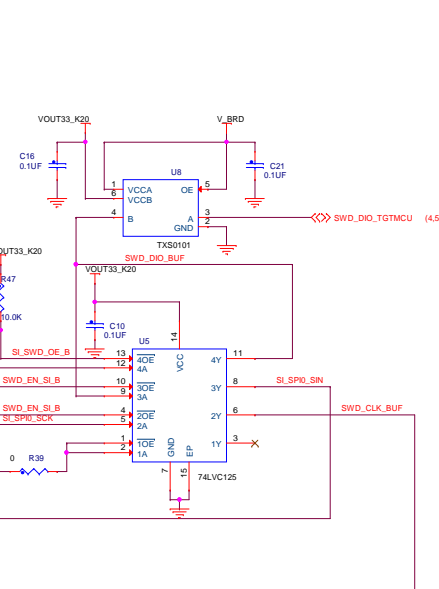 VOUT33_K20
V_BRD
C16
0.1UF
U8
C21
0.1UF
1
6
VCCA
VCCB
OE
5
4
B
A
GND
3
2
SWD_DIO_TGTMCU
(4,5
TXS0101
OUT33_K20
SWD_DIO_BUF
VOUT33_K20
R47
10.0K
C10
0.1UF
U5
14
VCC
SI_SWD_OE_B
13
12
4OE
4A
4Y
11
SWD_EN_SI_B
10
9
3OE
3A
3Y
8
SI_SPI0_SIN
SWD_EN_SI_B
SI_SPI0_SCK
4
5
2OE
2A
2Y
6
SWD_CLK_BUF
1
2
1OE
1A
1Y
3
GND
EP
0
R39
7
15
74LVC125